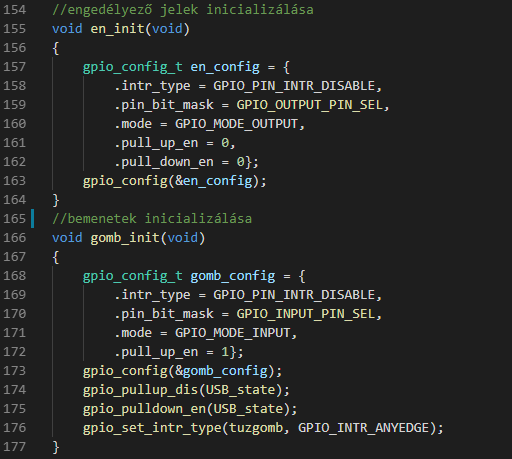 154 //engedélyező jelek inicializálása
155 void en_init(void)
156 {
157 gpio_config_t en_config = {
158 .intr_type = GPIO_PIN_INTR_DISABLE,
159 .pin_bit_mask = GPIO_OUTPUT_PIN_SEL,
160 .mode = GPIO_MODE_OUTPUT,
161 .pull_up_en = 0,
162 .pull_down_en = 0};
163 gpio_config(&en_config);
164 }
165 //bemenetek inicializálása
166 void gomb_init(void)
167 {
168 gpio_config_t gomb_config = {
169 .intr_type = GPIO_PIN_INTR_DISABLE,
170 .pin_bit_mask = GPIO_INPUT_PIN_SEL,
171 .mode = GPIO_MODE_INPUT,
172 .pull_up_en = 1};
173 gpio_config(&gomb_config);
174 gpio_pullup_dis(USB_state);
175 gpio_pulldown_en(USB_state);
176 gpio_set_intr_type(tuzgomb, GPIO_INTR_ANYEDGE);
177 }